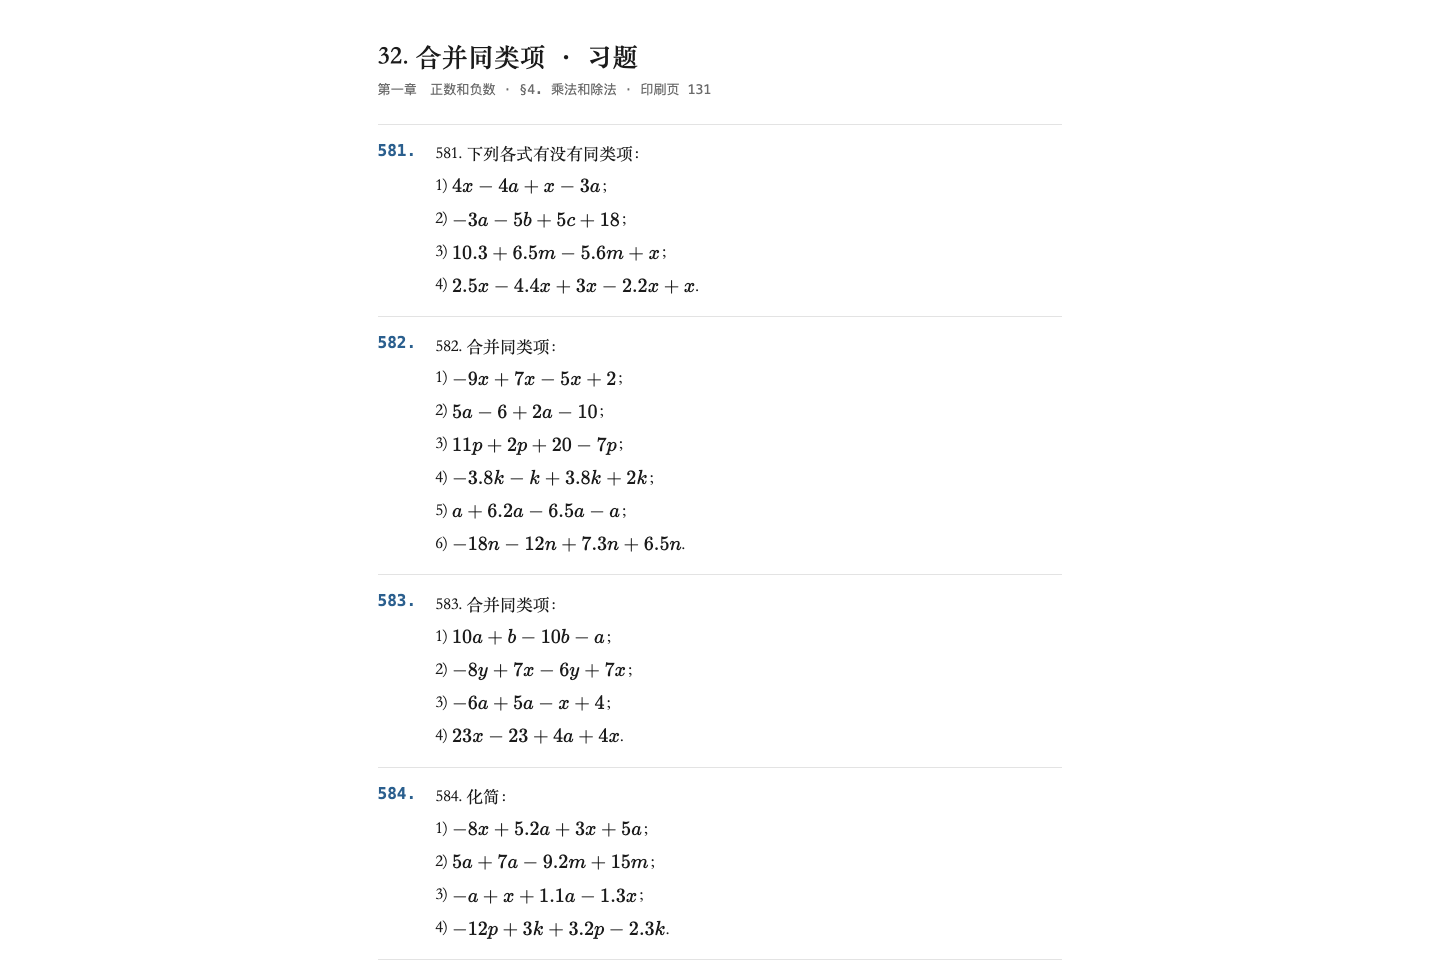 32. 合并同类项 · 习题
第一章 正数和负数 · §4. 乘法和除法 · 印刷页 131
581. 581. 下列各式有没有同类项：
1) 4x − 4a + x − 3a；
2) −3a − 5b + 5c + 18；
3) 10.3 + 6.5m − 5.6m + x；
4) 2.5x − 4.4x + 3x − 2.2x + x.
582. 582. 合并同类项：
1) −9x + 7x − 5x + 2；
2) 5a − 6 + 2a − 10；
3) 11p + 2p + 20 − 7p；
4) −3.8k − k + 3.8k + 2k；
5) a + 6.2a − 6.5a − a；
6) −18n − 12n + 7.3n + 6.5n.
583. 583. 合并同类项：
1) 10a + b − 10b − a；
2) −8y + 7x − 6y + 7x；
3) −6a + 5a − x + 4；
4) 23x − 23 + 4a + 4x.
584. 584. 化简：
1) −8x + 5.2a + 3x + 5a；
2) 5a + 7a − 9.2m + 15m；
3) −a + x + 1.1a − 1.3x；
4) −12p + 3k + 3.2p − 2.3k.